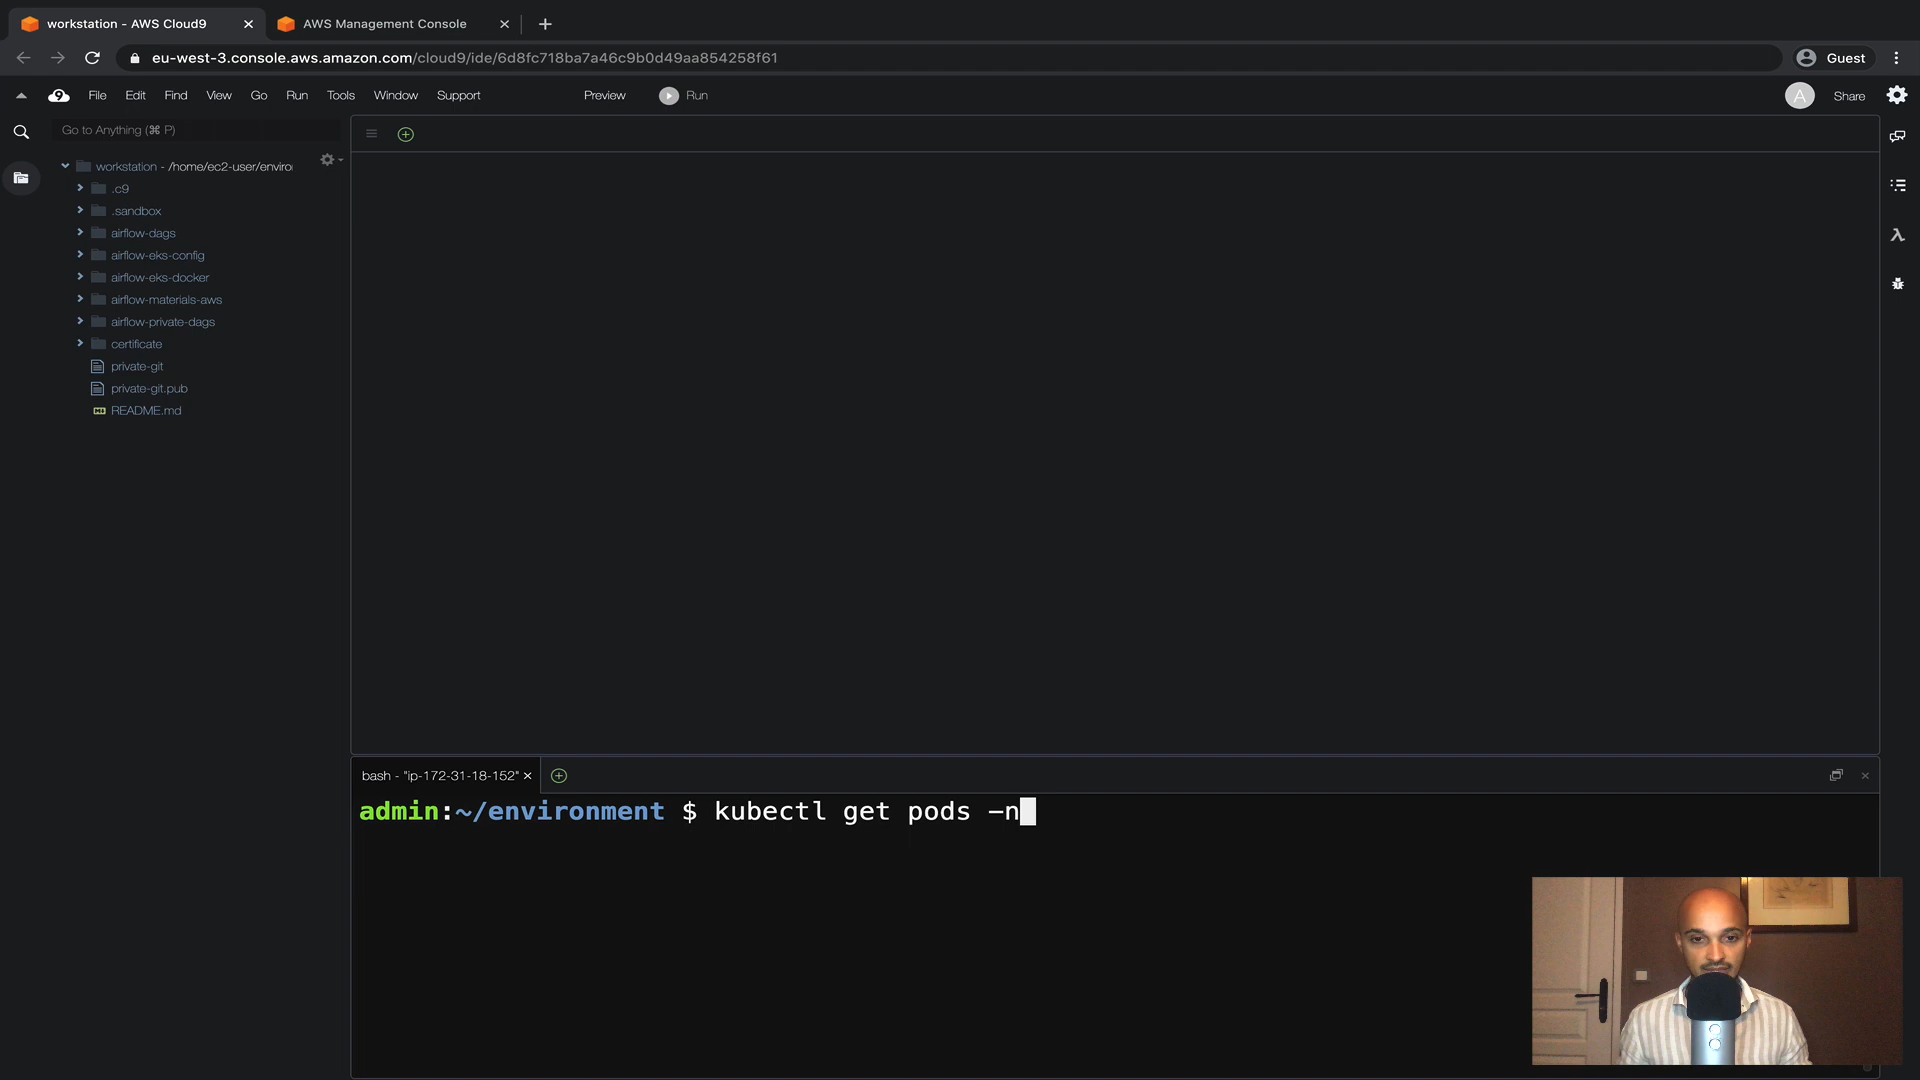 workstation - AWS Cloud9
AWS Management Console
eu-west-3.console.aws.amazon.com/cloud9/ide/6d8fc718ba7a46c9b0d49aa854258f61
Guest
File Edit Find View Go Run Tools Window Support Preview Run
A Share
Go to Anything (⌘ P)
workstation - /home/ec2-user/enviro
.c9
.sandbox
airflow-dags
airflow-eks-config
airflow-eks-docker
airflow-materials-aws
airflow-private-dags
certificate
private-git
private-git.pub
README.md
bash - "ip-172-31-18-152"
admin:~/environment $ kubectl get pods -n